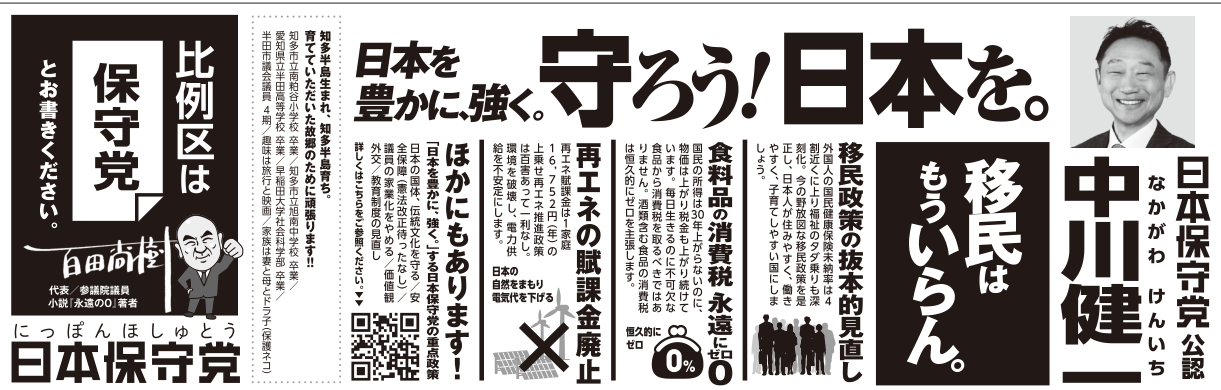 日本を
豊かに、強く。
守ろう!日本を。
日本保守党公認
なかがわ けんいち
中川健一
移民は
もういらん。
移民政策の抜本的見直し
外国人の国民健康保険未納率は4
割近くに上り福祉のタダ乗りも深
刻化。今の野放図な移民政策を是
正し、日本人が住みやすく、働き
やすく、子育てしやすい国にしま
しょう。
食料品の消費税 永遠にゼロ0
国民の所得は30年上がらないのに、
物価は上がり税金も上がり続けて
います。毎日生きるのに不可欠な
食品から消費税を取るべきではあ
りません。酒類含む食品の消費税
は恒久的にゼロを主張します。
恒久的に
ゼロ
0%
再エネの賦課金廃止
再エネ賦課金は1家庭
16,752円(年)の
上乗せ再エネ推進政策
は百害あって一利なし。
環境を破壊し、電力供
給を不安定にします。
日本の
自然をまもり
電気代を下げる
ほかにもあります!
「日本を豊かに、強く。」する日本保守党の重点政策
日本の国体、伝統文化を守る/安
全保障(憲法改正待ったなし)/
議員の家業化をやめる/価値観
外交/教育制度の見直し
詳しくはこちらをご参照ください。▼▼
知多半島生まれ、知多半島育ち。
育てていただいた故郷のために頑張ります!!
知多市立南粕谷小学校 卒業/知多市立旭南中学校 卒業/
愛知県立半田高等学校 卒業/早稲田大学社会科学部 卒業/
半田市議会議員 4期/趣味は旅行と映画/家族は妻と母とドラ子(保護ネコ)
比例区は
保守党
とお書きください。
百田尚樹
代表/参議院議員
小説「永遠の0」著者
にっぽんほしゅとう
日本保守党